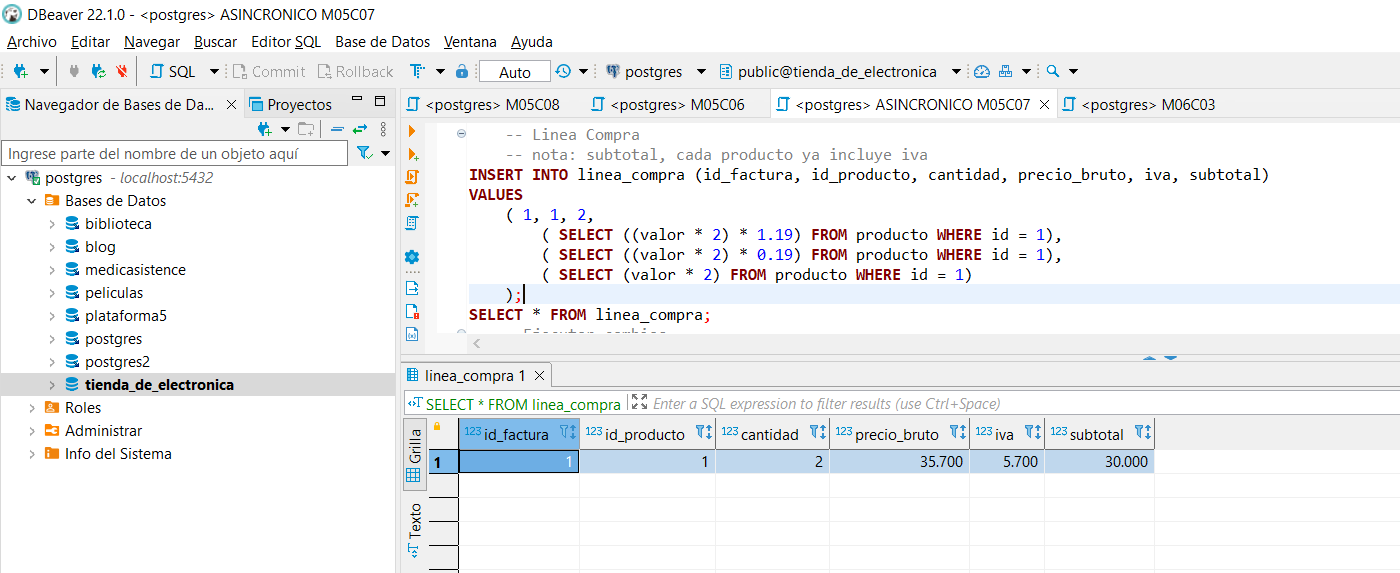 DBeaver 22.1.0 - <postgres> ASINCRONICO M05C07
Archivo Editar Navegar Buscar Editor SQL Base de Datos Ventana Ayuda
SQL Commit Rollback Auto postgres public@tienda_de_electronica
Navegador de Bases de Da... Proyectos
Ingrese parte del nombre de un objeto aquí
postgres - localhost:5432
Bases de Datos
biblioteca
blog
medicasistence
peliculas
plataforma5
postgres
postgres2
tienda_de_electronica
Roles
Administrar
Info del Sistema
<postgres> M05C08 <postgres> M05C06 <postgres> ASINCRONICO M05C07 <postgres> M06C03
-- Linea Compra
-- nota: subtotal, cada producto ya incluye iva
INSERT INTO linea_compra (id_factura, id_producto, cantidad, precio_bruto, iva, subtotal)
VALUES
( 1, 1, 2,
( SELECT ((valor * 2) * 1.19) FROM producto WHERE id = 1),
( SELECT ((valor * 2) * 0.19) FROM producto WHERE id = 1),
( SELECT (valor * 2) FROM producto WHERE id = 1)
);
SELECT * FROM linea_compra;
linea_compra 1
SELECT * FROM linea_compra Enter a SQL expression to filter results (use Ctrl+Space)
Grilla
Texto
123 id_factura 123 id_producto 123 cantidad 123 precio_bruto 123 iva 123 subtotal
1 1 1 2 35.700 5.700 30.000